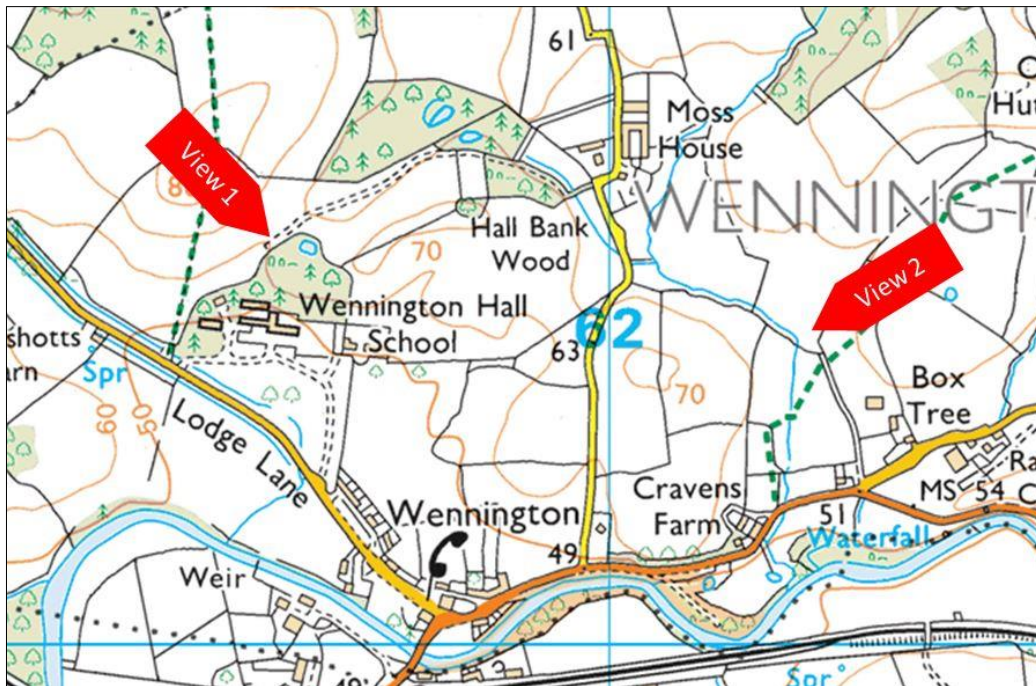 61
Moss
House
View 1
80
WENNINGT
Hall Bank
Wood
70
View 2
Wennington Hall
School
62
63
shotts
arn
Spr
60
50
70
Box
Tree
Lodge Lane
Cravens
Farm
MS 54
51
Wennington
49
Waterfall
Weir
Spr